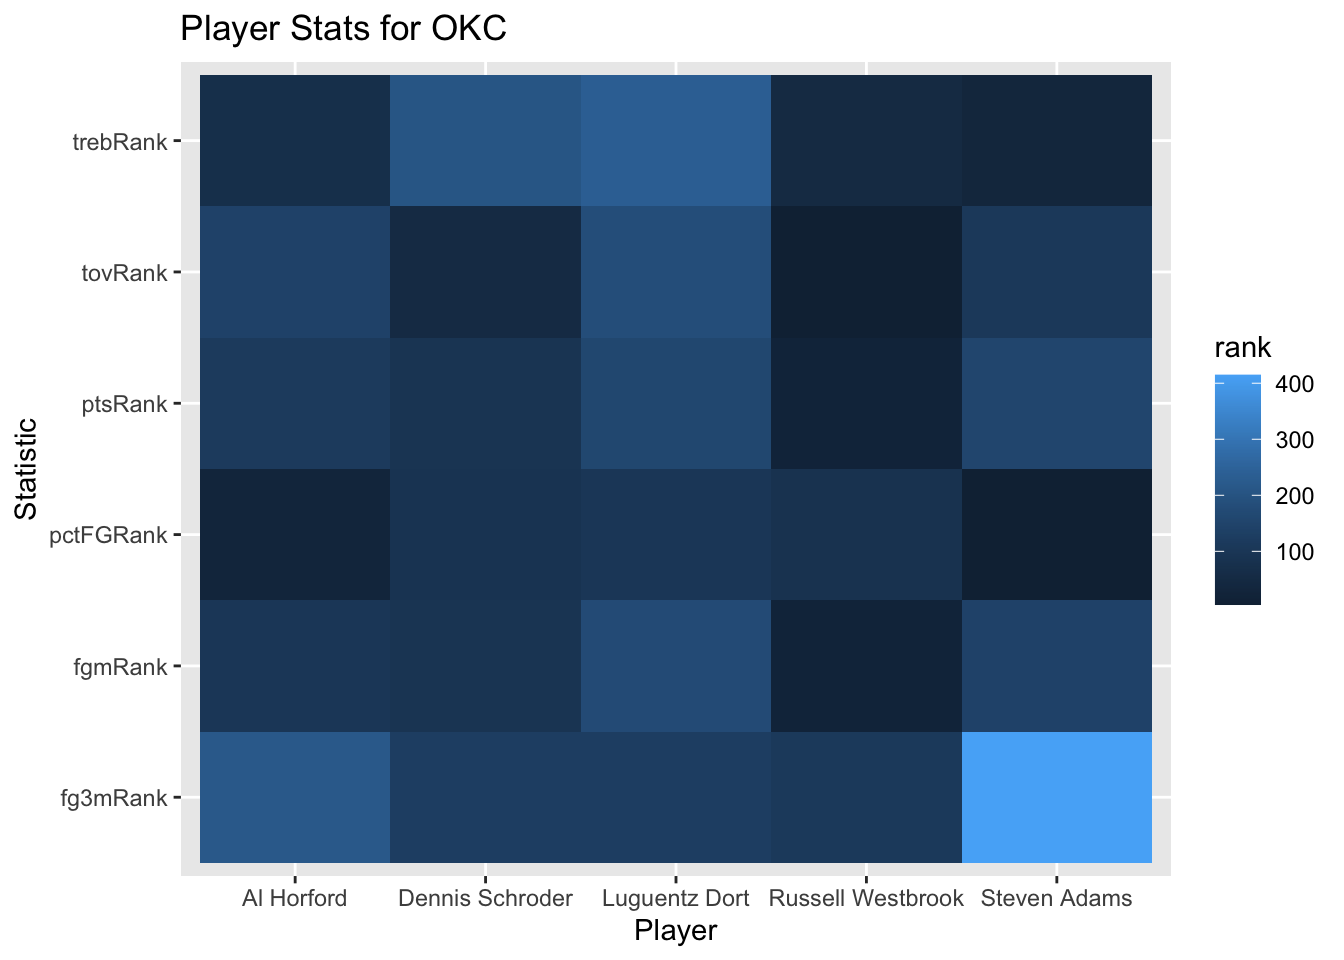 Player Stats for OKC
trebRank
tovRank
ptsRank
pctFGRank
fgmRank
fg3mRank
Statistic
Al Horford Dennis Schroder Luguentz Dort Russell Westbrook Steven Adams
Player
rank
400
300
200
100